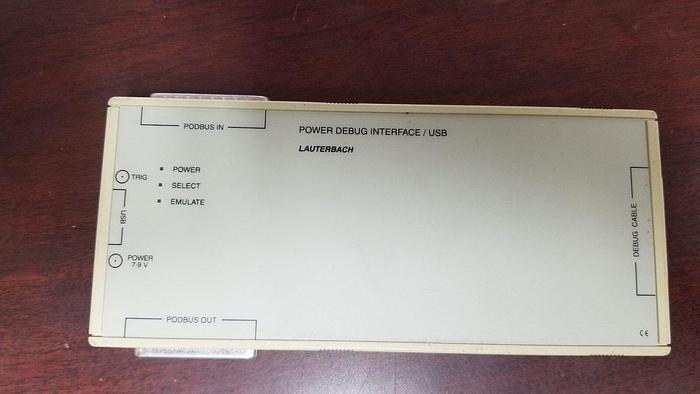 PODBUS IN
POWER DEBUG INTERFACE / USB
LAUTERBACH
TRIG
POWER
SELECT
EMULATE
USB
POWER
7-9 V
DEBUG CABLE
PODBUS OUT
CE